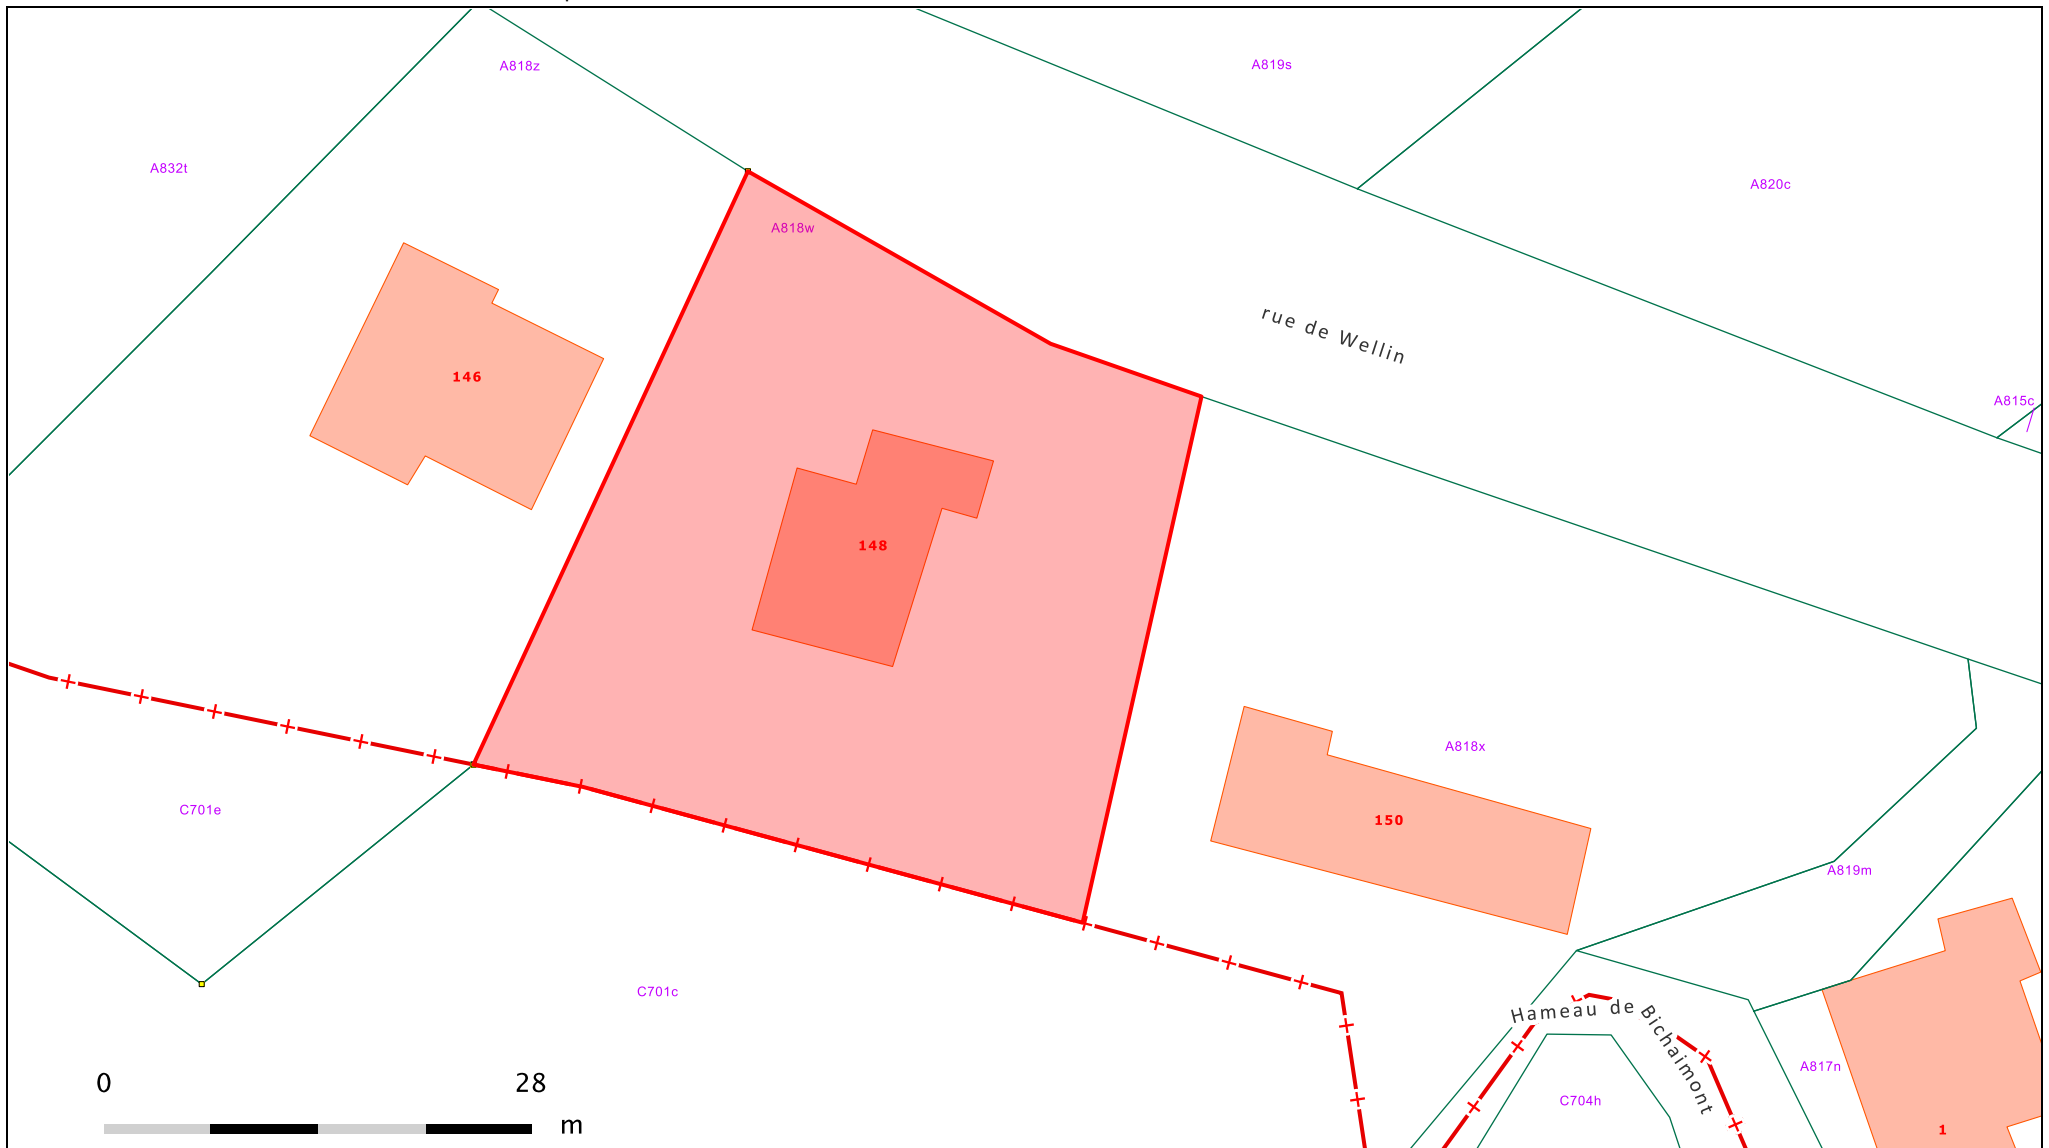 A818z
A819s
A832t
A820c
A818w
rue de Wellin
146
A815c
148
A818x
C701e
150
A819m
C701c
Hameau de Bichaimont
A817n
0 28
C704h
m
1